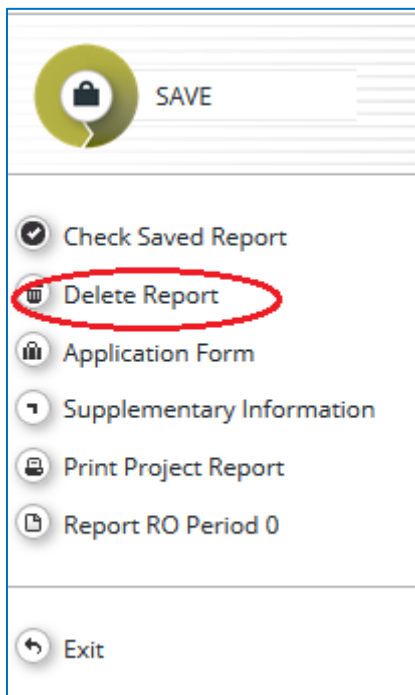 SAVE
Check Saved Report
Delete Report
Application Form
Supplementary Information
Print Project Report
Report RO Period 0
Exit